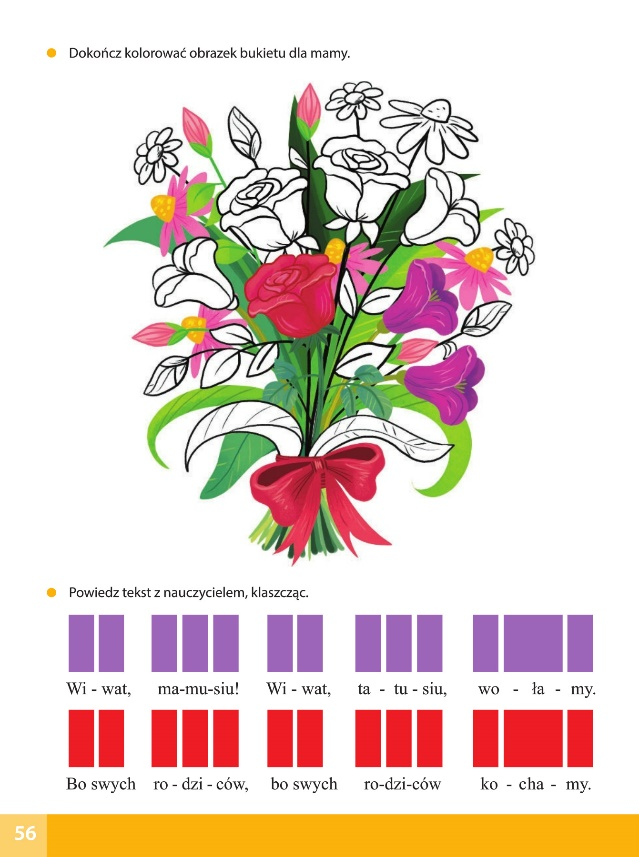 Dokończ kolorować obrazek bukietu dla mamy.
Powiedz tekst z nauczycielem, klaszcząc.
Wi - wat, ma-mu-siu! Wi - wat, ta - tu - siu, wo - ła - my.
Bo swych ro - dzi - ców, bo swych ro-dzi-ców ko - cha - my.
56